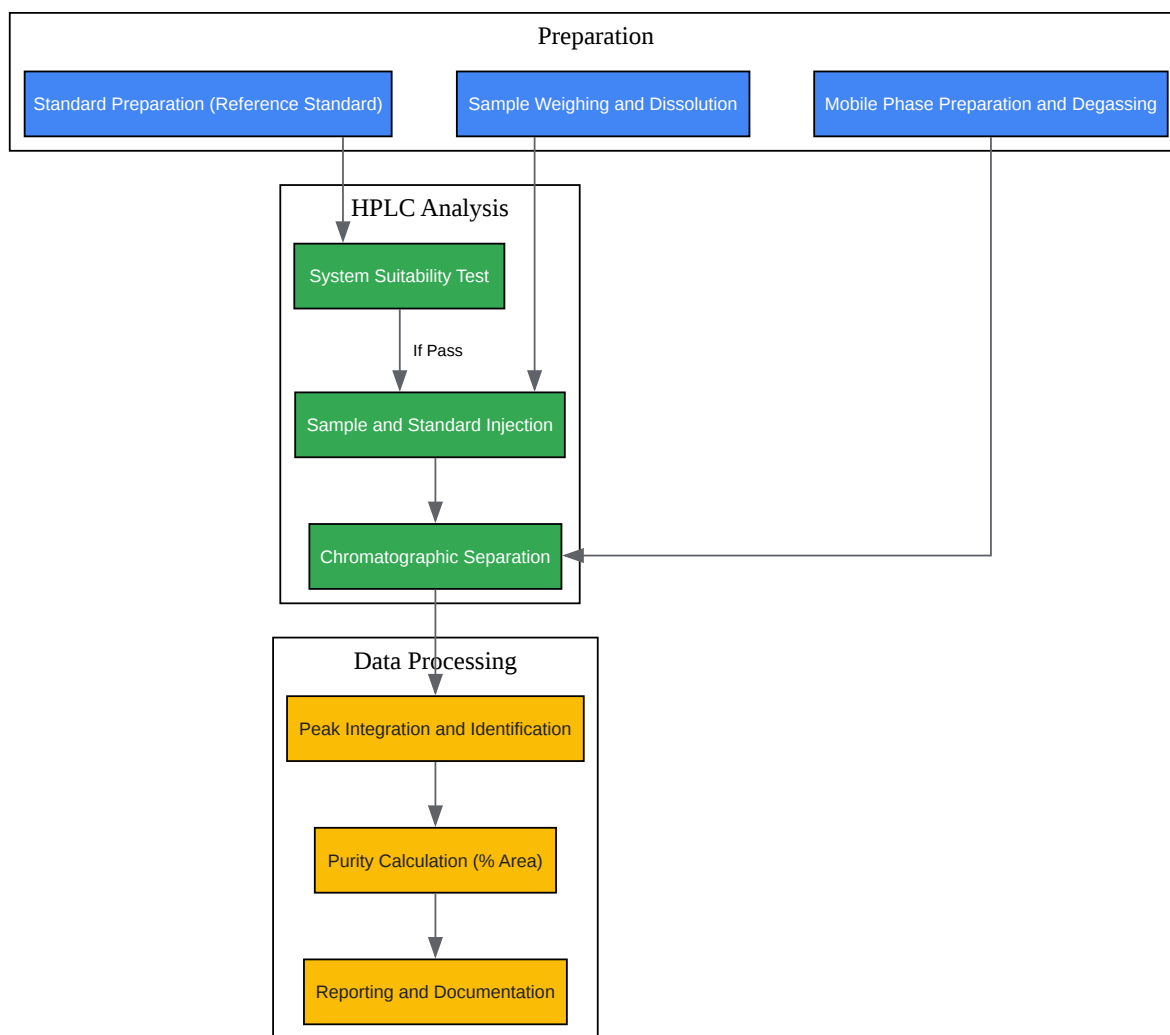 Preparation
Standard Preparation (Reference Standard)
Sample Weighing and Dissolution
Mobile Phase Preparation and Degassing
HPLC Analysis
System Suitability Test
If Pass
Sample and Standard Injection
Chromatographic Separation
Data Processing
Peak Integration and Identification
Purity Calculation (% Area)
Reporting and Documentation